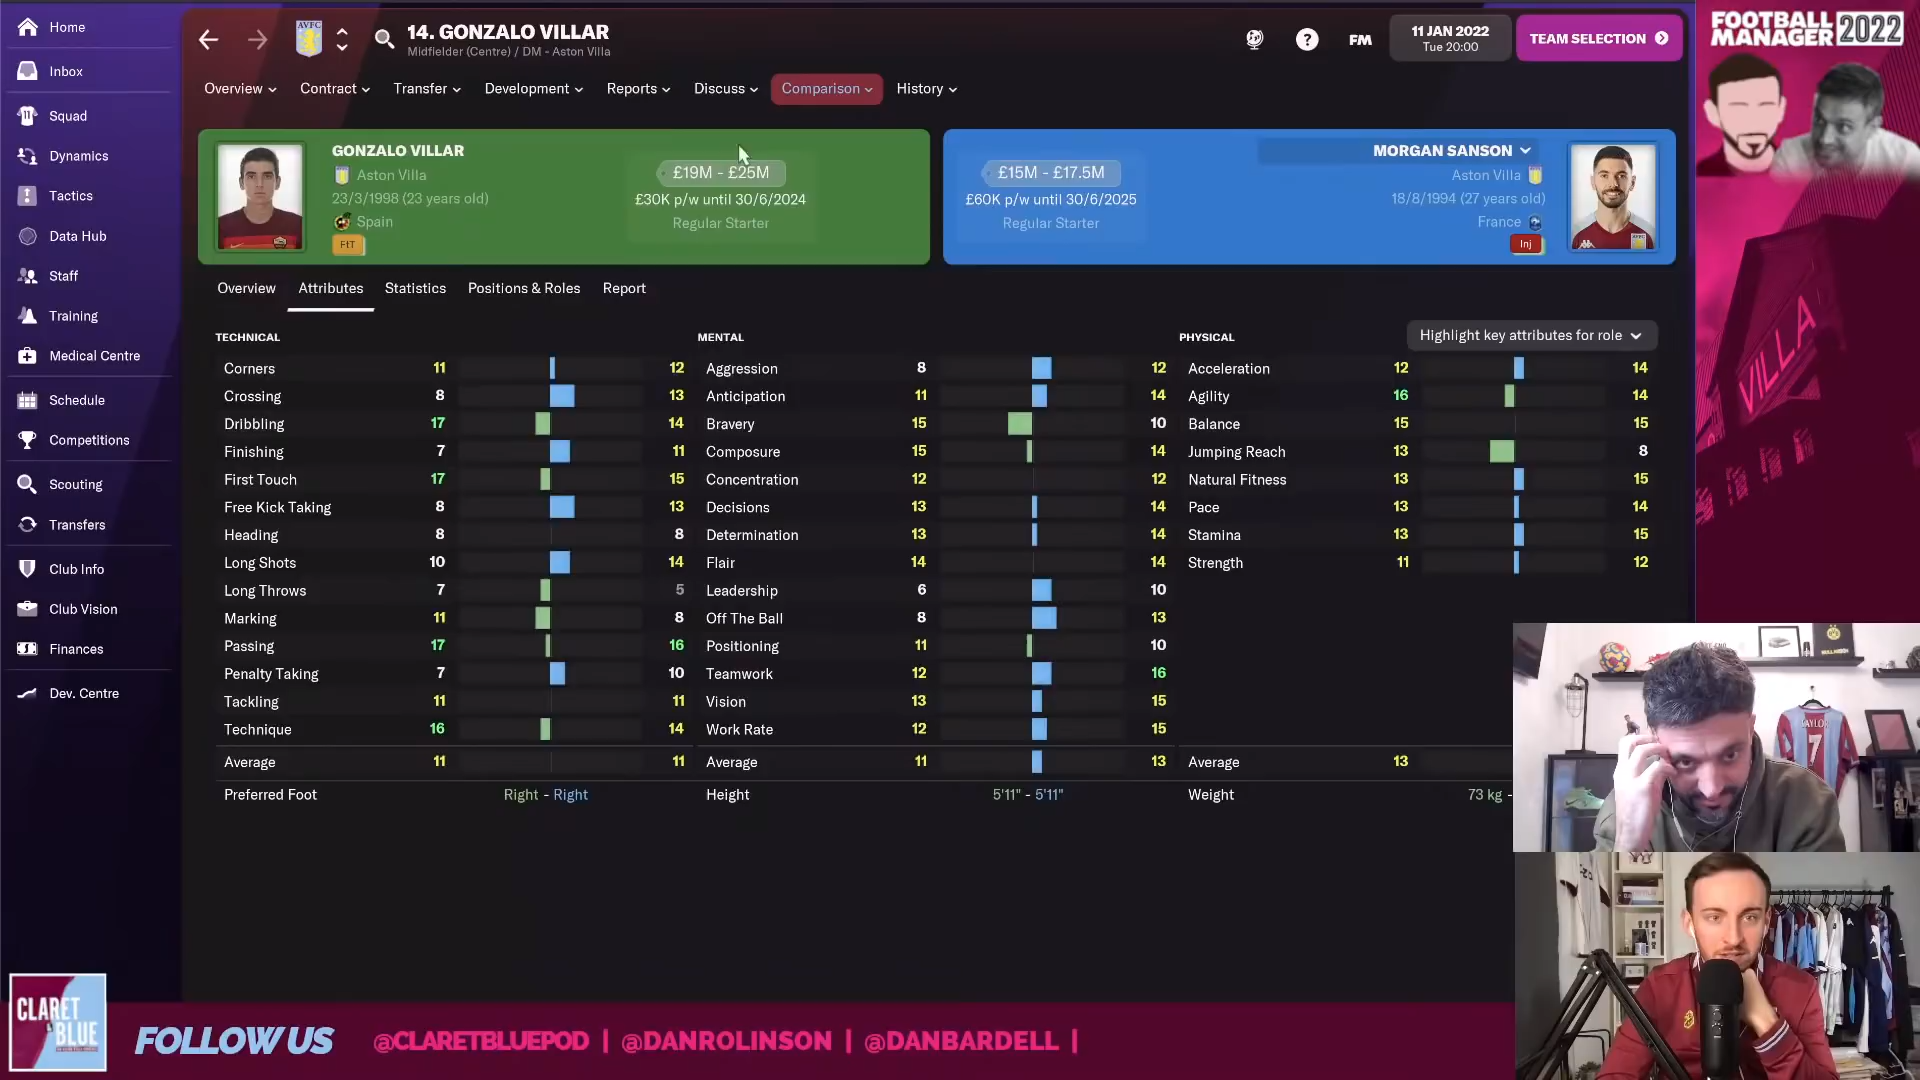 Home
Inbox
Squad
Dynamics
Tactics
Data Hub
Staff
Training
Medical Centre
Schedule
Competitions
Scouting
Transfers
Club Info
Club Vision
Finances
Dev. Centre
AVFC
14. GONZALO VILLAR
Midfielder (Centre) / DM - Aston Villa
?
FM
11 JAN 2022
Tue 20:00
TEAM SELECTION
FOOTBALL
MANAGER 2022
Overview
Contract
Transfer
Development
Reports
Discuss
Comparison
History
GONZALO VILLAR
Aston Villa
23/3/1998 (23 years old)
Spain
FtT
£19M - £25M
£30K p/w until 30/6/2024
Regular Starter
£15M - £17.5M
£60K p/w until 30/6/2025
Regular Starter
MORGAN SANSON
Aston Villa
18/8/1994 (27 years old)
France
Inj
Overview
Attributes
Statistics
Positions & Roles
Report
TECHNICAL
Corners 11 12
Crossing 8 13
Dribbling 17 14
Finishing 7 11
First Touch 17 15
Free Kick Taking 8 13
Heading 8 8
Long Shots 10 14
Long Throws 7 5
Marking 11 8
Passing 17 16
Penalty Taking 7 10
Tackling 11 11
Technique 16 14
Average 11 11
Preferred Foot Right - Right
MENTAL
Aggression 8 12
Anticipation 11 14
Bravery 15 10
Composure 15 14
Concentration 12 12
Decisions 13 14
Determination 13 14
Flair 14 14
Leadership 6 10
Off The Ball 8 13
Positioning 11 10
Teamwork 12 16
Vision 13 15
Work Rate 12 15
Average 11 13
Height 5'11" - 5'11"
PHYSICAL
Highlight key attributes for role
Acceleration 12 14
Agility 16 14
Balance 15 15
Jumping Reach 13 8
Natural Fitness 13 15
Pace 13 14
Stamina 13 15
Strength 11 12
Average 13
Weight 73 kg -
VILLA
TAYLOR
7
CLARET
& BLUE
FOLLOW US
@CLARETBLUEPOD | @DANROLINSON | @DANBARDELL |